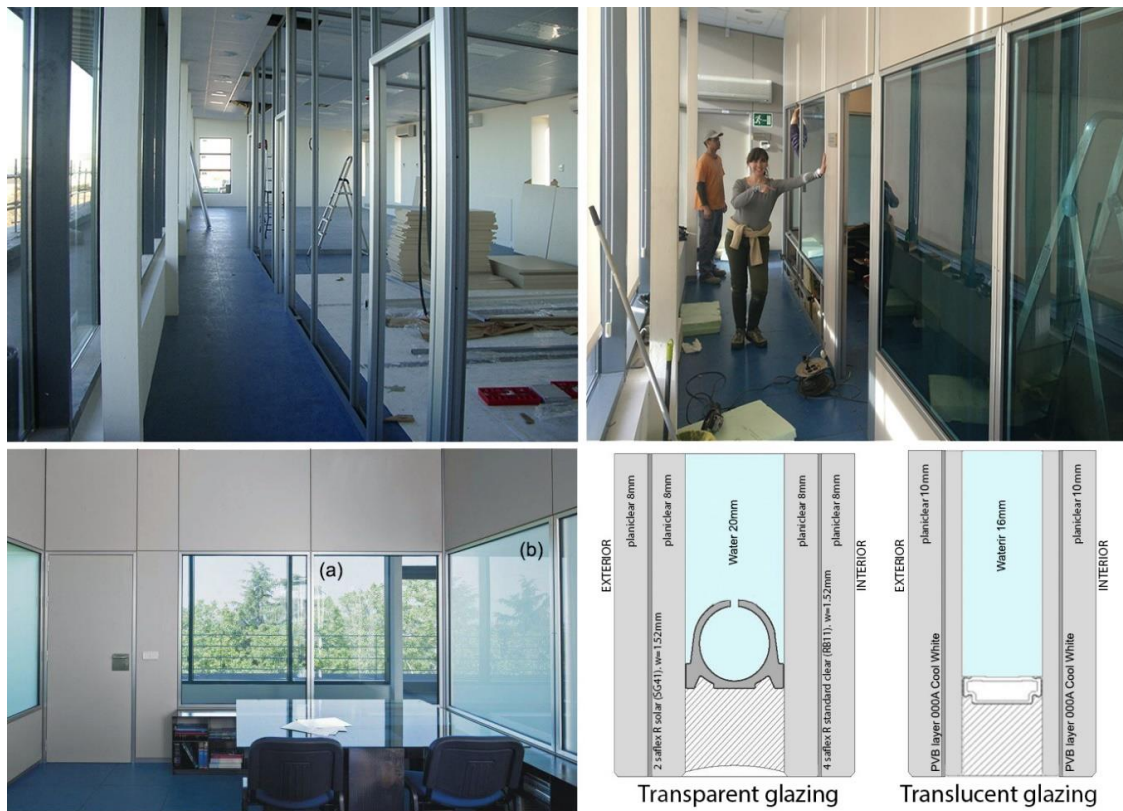 (a)
(b)
EXTERIOR
planiclear 8mm
2 saflex R solar (SG41). w=1.52mm
planiclear 8mm
Water 20mm
planiclear 8mm
4 saflex R standard clear (RB11). w=1.52mm
planiclear 8mm
INTERIOR
Transparent glazing
EXTERIOR
planiclear 10mm
PVB layer 000A Cool White
Waterir 16mm
PVB layer 000A Cool White
planiclear 10mm
INTERIOR
Translucent glazing